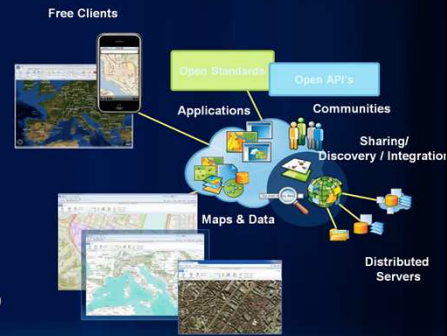 Free Clients
Open Standards
Open API's
Applications
Communities
Sharing/
Discovery / Integration
Maps & Data
Distributed
Servers